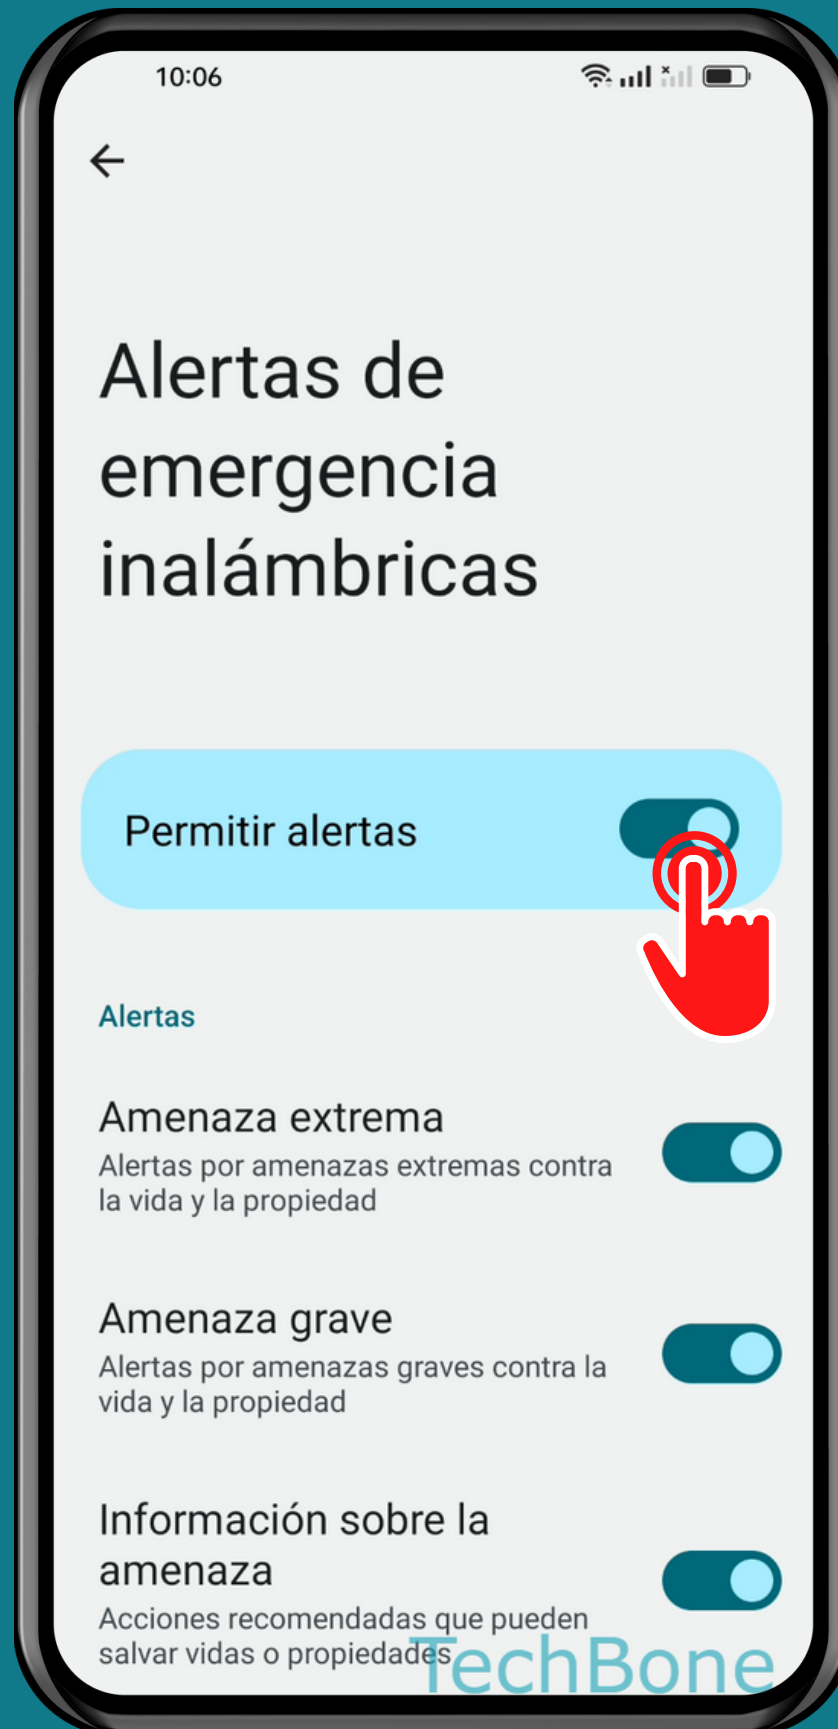 10:06
Alertas de
emergencia
inalámbricas
Permitir alertas
Alertas
Amenaza extrema
Alertas por amenazas extremas contra
la vida y la propiedad
Amenaza grave
Alertas por amenazas graves contra la
vida y la propiedad
Información sobre la
amenaza
Acciones recomendadas que pueden
salvar vidas o propiedades
TechBone